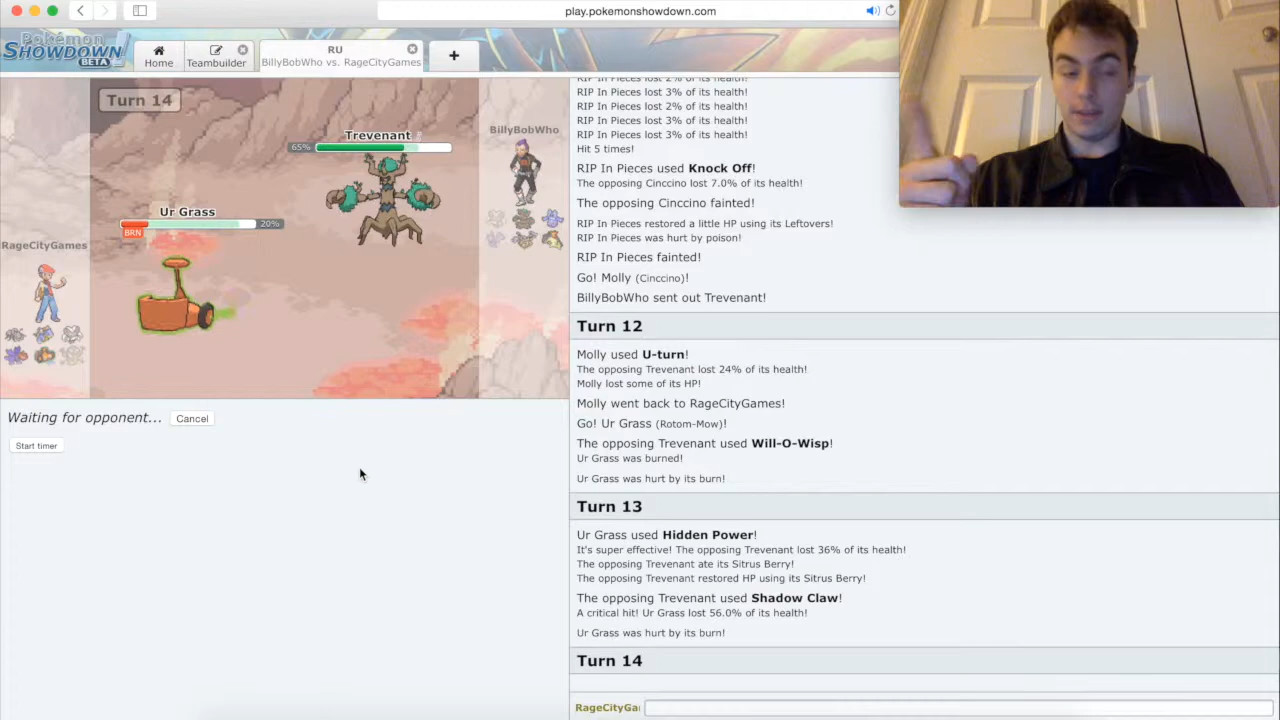 play.pokemonshowdown.com
Pokémon
SHOWDOWN
BETA
Home
Teambuilder
RU
BillyBobWho vs. RageCityGames
+
Turn 14
Trevenant
65%
BillyBobWho
Ur Grass
20%
BRN
RageCityGames
Waiting for opponent...
Cancel
Start timer
RIP In Pieces lost 2% of its health!
RIP In Pieces lost 3% of its health!
RIP In Pieces lost 2% of its health!
RIP In Pieces lost 3% of its health!
RIP In Pieces lost 3% of its health!
Hit 5 times!
RIP In Pieces used Knock Off!
The opposing Cinccino lost 7.0% of its health!
The opposing Cinccino fainted!
RIP In Pieces restored a little HP using its Leftovers!
RIP In Pieces was hurt by poison!
RIP In Pieces fainted!
Go! Molly (Cinccino)!
BillyBobWho sent out Trevenant!
Turn 12
Molly used U-turn!
The opposing Trevenant lost 24% of its health!
Molly lost some of its HP!
Molly went back to RageCityGames!
Go! Ur Grass (Rotom-Mow)!
The opposing Trevenant used Will-O-Wisp!
Ur Grass was burned!
Ur Grass was hurt by its burn!
Turn 13
Ur Grass used Hidden Power!
It's super effective! The opposing Trevenant lost 36% of its health!
The opposing Trevenant ate its Sitrus Berry!
The opposing Trevenant restored HP using its Sitrus Berry!
The opposing Trevenant used Shadow Claw!
A critical hit! Ur Grass lost 56.0% of its health!
Ur Grass was hurt by its burn!
Turn 14
RageCityGa